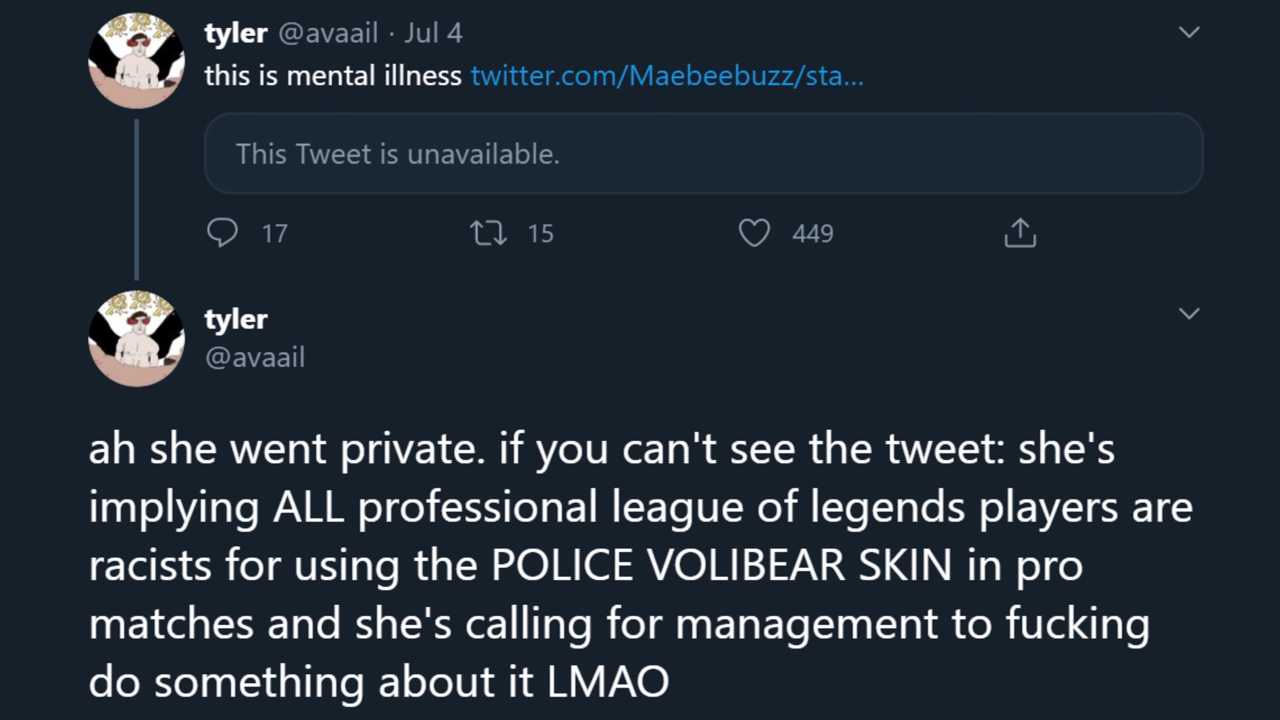 tyler @avaail · Jul 4
this is mental illness twitter.com/Maebeebuzz/sta...
This Tweet is unavailable.
17 15 449
tyler
@avaail
ah she went private. if you can't see the tweet: she's
implying ALL professional league of legends players are
racists for using the POLICE VOLIBEAR SKIN in pro
matches and she's calling for management to fucking
do something about it LMAO